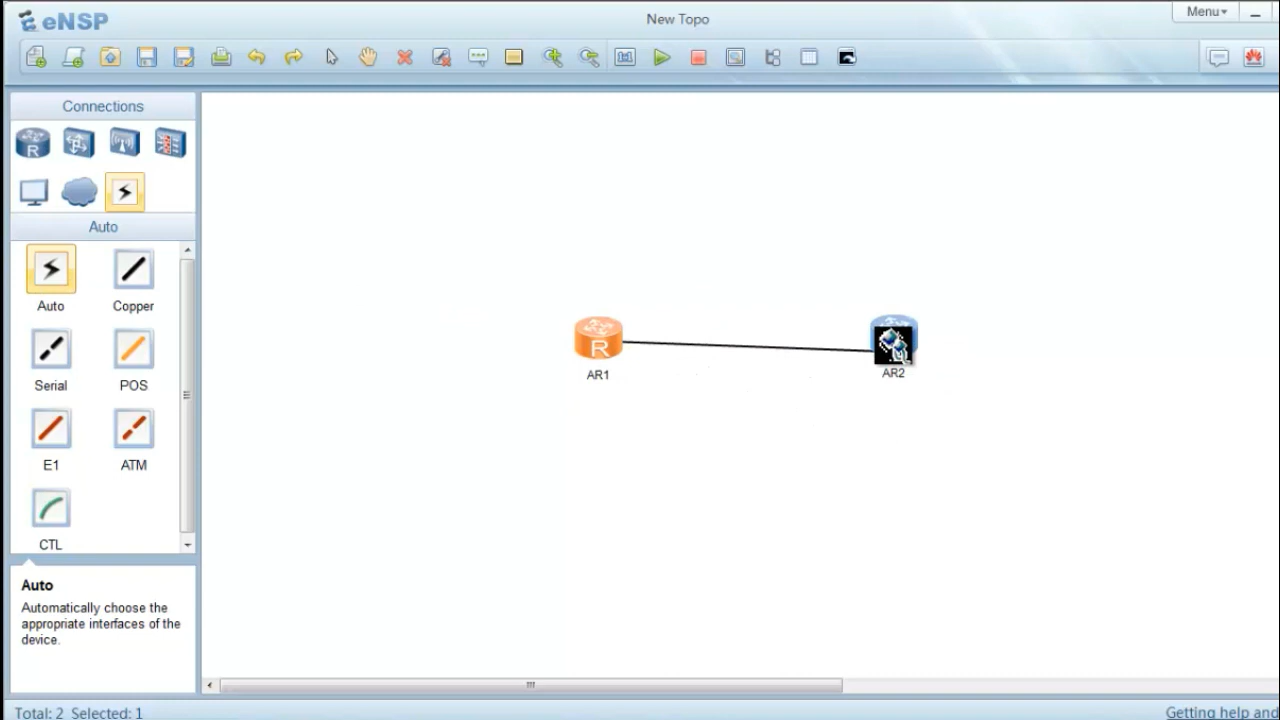 eNSP
New Topo
Menu
Connections
R
Auto
Auto
Copper
Serial
POS
E1
ATM
CTL
Auto
Automatically choose the
appropriate interfaces of the
device.
R
AR1
AR2
Total: 2 Selected: 1
Getting help and